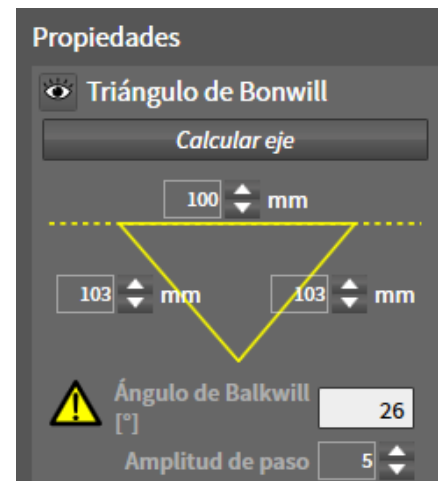 Propiedades
Triángulo de Bonwill
Calcular eje
100 mm
103 mm 103 mm
Ángulo de Balkwill
[°] 26
Amplitud de paso 5